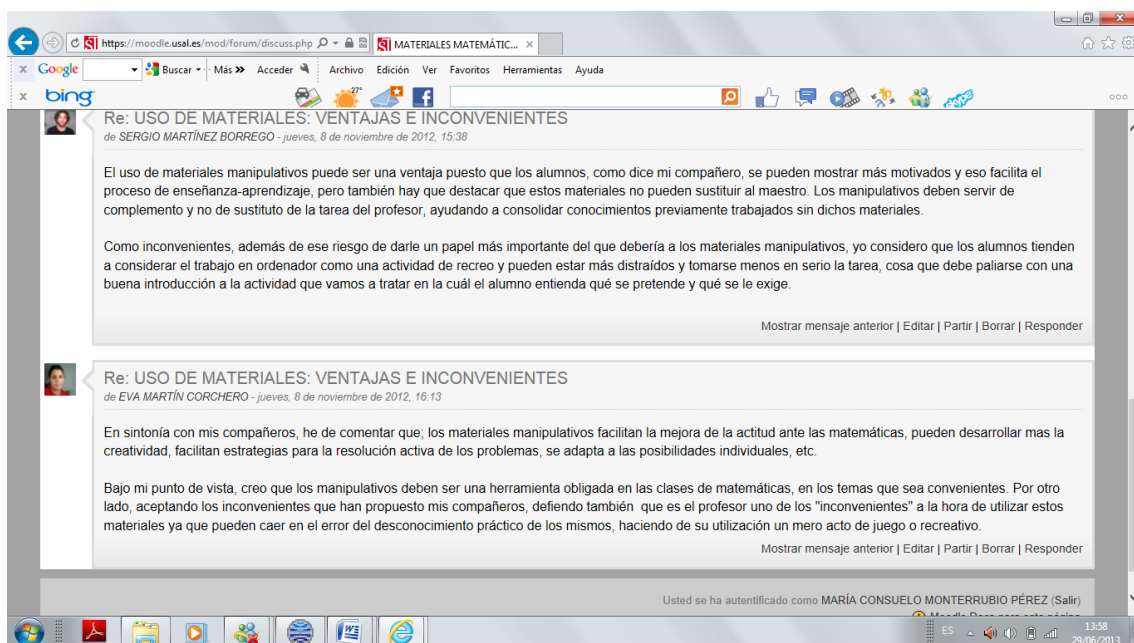 https://moodle.usal.es/mod/forum/discuss.php
MATERIALES MATEMÁTIC...
x Google Buscar Más » Acceder Archivo Edición Ver Favoritos Herramientas Ayuda
x bing 27°
Re: USO DE MATERIALES: VENTAJAS E INCONVENIENTES
de SERGIO MARTÍNEZ BORREGO - jueves, 8 de noviembre de 2012, 15:38
El uso de materiales manipulativos puede ser una ventaja puesto que los alumnos, como dice mi compañero, se pueden mostrar más motivados y eso facilita el
proceso de enseñanza-aprendizaje, pero también hay que destacar que estos materiales no pueden sustituir al maestro. Los manipulativos deben servir de
complemento y no de sustituto de la tarea del profesor, ayudando a consolidar conocimientos previamente trabajados sin dichos materiales.
Como inconvenientes, además de ese riesgo de darle un papel más importante del que debería a los materiales manipulativos, yo considero que los alumnos tienden
a considerar el trabajo en ordenador como una actividad de recreo y pueden estar más distraídos y tomarse menos en serio la tarea, cosa que debe paliarse con una
buena introducción a la actividad que vamos a tratar en la cuál el alumno entienda qué se pretende y qué se le exige.
Mostrar mensaje anterior | Editar | Partir | Borrar | Responder
Re: USO DE MATERIALES: VENTAJAS E INCONVENIENTES
de EVA MARTÍN CORCHERO - jueves, 8 de noviembre de 2012, 16:13
En sintonía con mis compañeros, he de comentar que; los materiales manipulativos facilitan la mejora de la actitud ante las matemáticas, pueden desarrollar mas la
creatividad, facilitan estrategias para la resolución activa de los problemas, se adapta a las posibilidades individuales, etc.
Bajo mi punto de vista, creo que los manipulativos deben ser una herramienta obligada en las clases de matemáticas, en los temas que sea convenientes. Por otro
lado, aceptando los inconvenientes que han propuesto mis compañeros, defiendo también que es el profesor uno de los "inconvenientes" a la hora de utilizar estos
materiales ya que pueden caer en el error del desconocimiento práctico de los mismos, haciendo de su utilización un mero acto de juego o recreativo.
Mostrar mensaje anterior | Editar | Partir | Borrar | Responder
Usted se ha autentificado como MARÍA CONSUELO MONTERRUBIO PÉREZ (Salir)
Moodle Docs para esta página
ES 13:58
29/06/2013